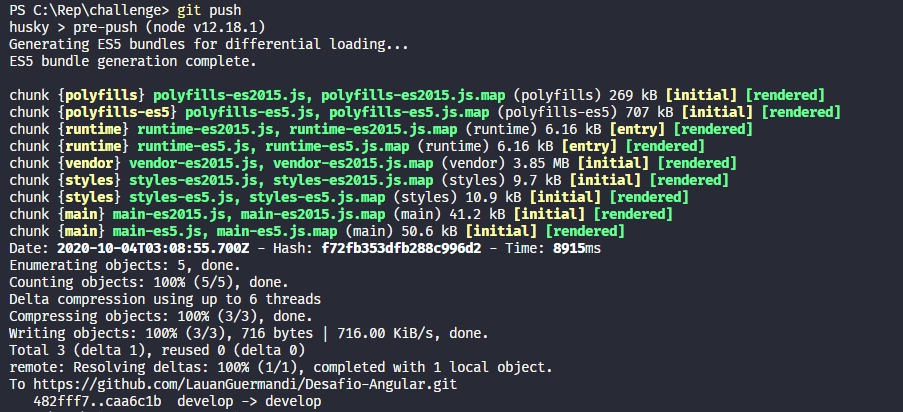 PS C:\Rep\challenge> git push
husky > pre-push (node v12.18.1)
Generating ES5 bundles for differential loading...
ES5 bundle generation complete.
chunk {polyfills} polyfills-es2015.js, polyfills-es2015.js.map (polyfills) 269 kB [initial] [rendered]
chunk {polyfills-es5} polyfills-es5.js, polyfills-es5.js.map (polyfills-es5) 707 kB [initial] [rendered]
chunk {runtime} runtime-es2015.js, runtime-es2015.js.map (runtime) 6.16 kB [entry] [rendered]
chunk {runtime} runtime-es5.js, runtime-es5.js.map (runtime) 6.16 kB [entry] [rendered]
chunk {vendor} vendor-es2015.js, vendor-es2015.js.map (vendor) 3.85 MB [initial] [rendered]
chunk {styles} styles-es2015.js, styles-es2015.js.map (styles) 9.7 kB [initial] [rendered]
chunk {styles} styles-es5.js, styles-es5.js.map (styles) 10.9 kB [initial] [rendered]
chunk {main} main-es2015.js, main-es2015.js.map (main) 41.2 kB [initial] [rendered]
chunk {main} main-es5.js, main-es5.js.map (main) 50.6 kB [initial] [rendered]
Date: 2020-10-04T03:08:55.700Z - Hash: f72fb353dfb288c996d2 - Time: 8915ms
Enumerating objects: 5, done.
Counting objects: 100% (5/5), done.
Delta compression using up to 6 threads
Compressing objects: 100% (3/3), done.
Writing objects: 100% (3/3), 716 bytes | 716.00 KiB/s, done.
Total 3 (delta 1), reused 0 (delta 0)
remote: Resolving deltas: 100% (1/1), completed with 1 local object.
To https://github.com/LauanGuermandi/Desafio-Angular.git
482fff7..caa6c1b develop -> develop